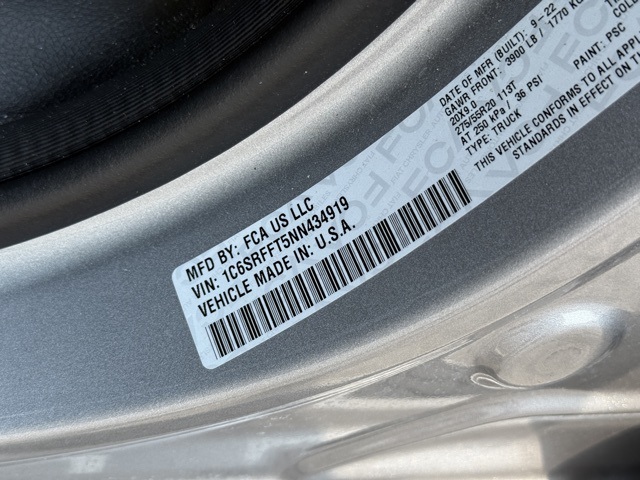 MFD BY: FCA US LLC
VIN: 1C6SRFFT5NN434919
VEHICLE MADE IN: U.S.A.
DATE OF MFR (BUILT): 9-22
GAWR FRONT: 3900 LB / 1770 KG
20X9.0
275/55R20 113T
AT 250 kPa / 36 PSI
TYPE: TRUCK
PAINT: PSC
THIS VEHICLE CONFORMS TO ALL
STANDARDS IN EFFECT ON